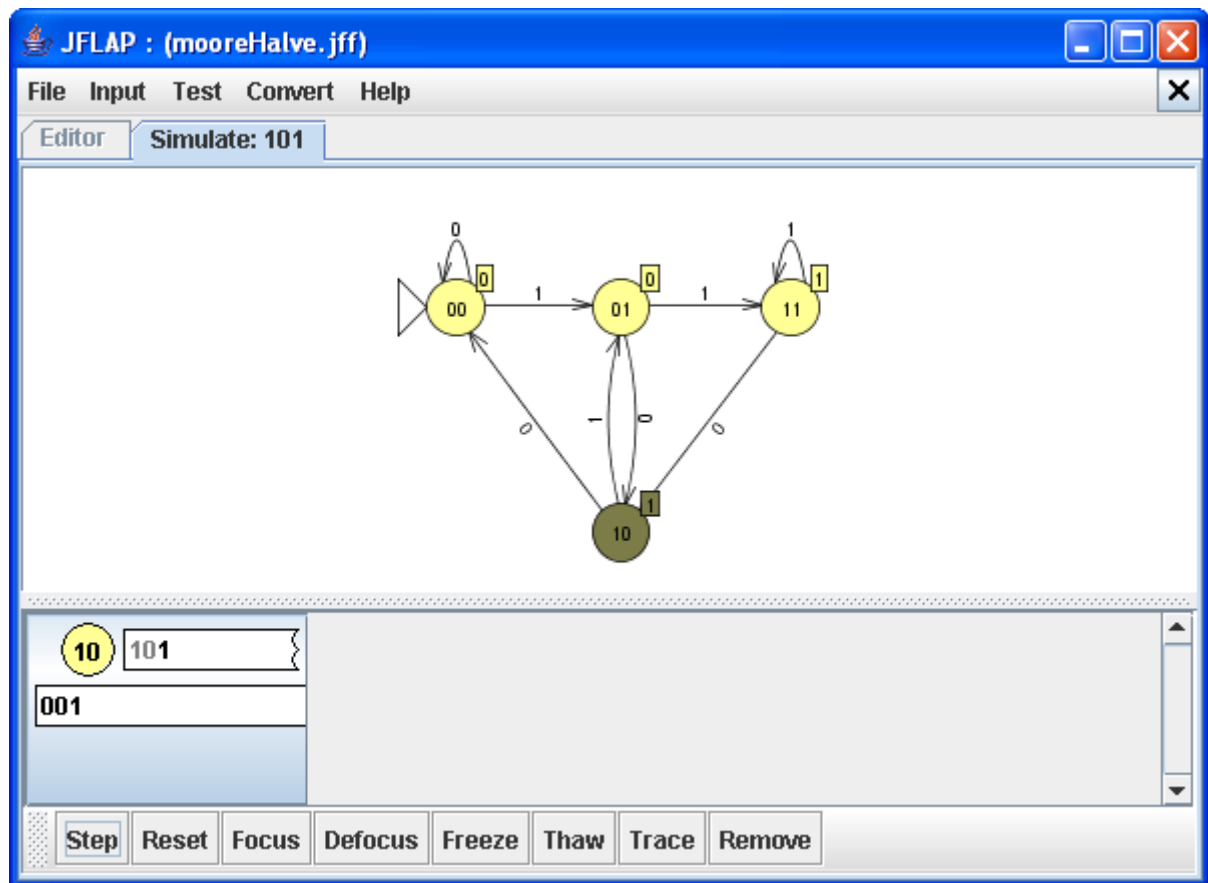 JFLAP : (mooreHalve.jff)
File Input Test Convert Help
Editor Simulate: 101
0 1
0 0 1
00 1 01 1 11
0 1 0 0
1
10
10 101
001
Step Reset Focus Defocus Freeze Thaw Trace Remove